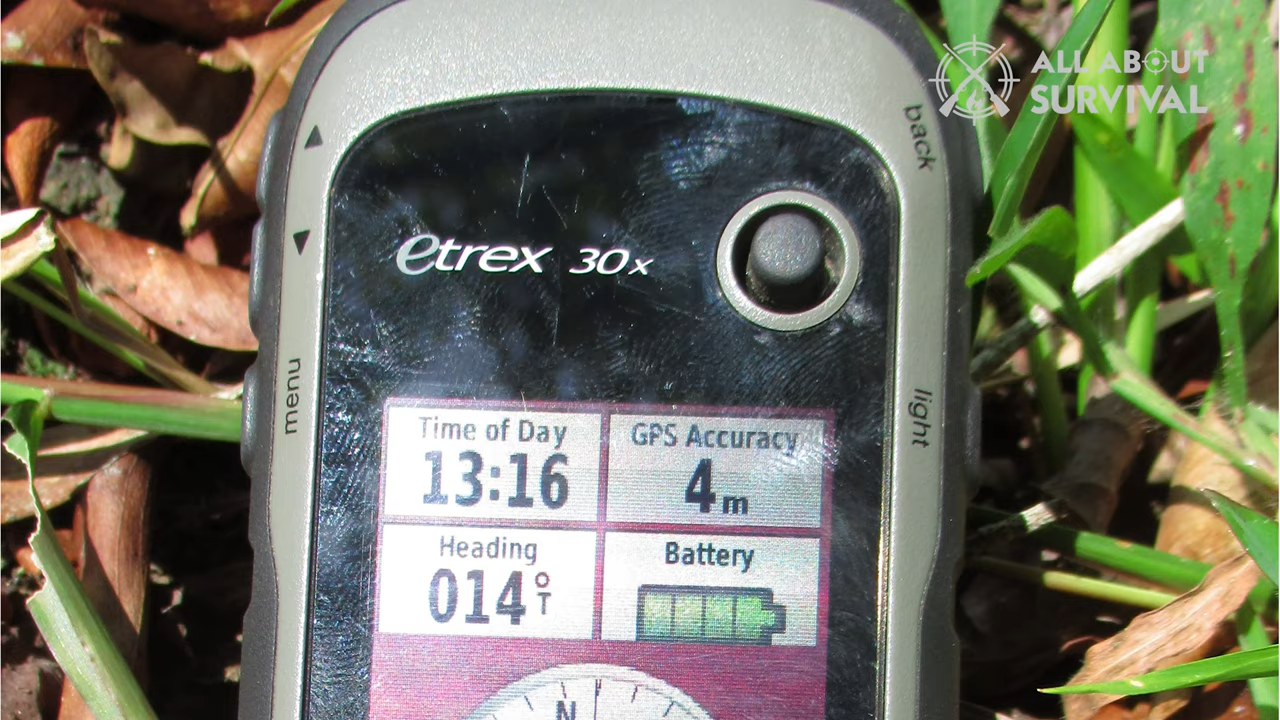 ALL ABOUT
SURVIVAL
back
etrex 30x
menu
light
Time of Day
13:16
GPS Accuracy
4 m
Heading
014°T
Battery
N